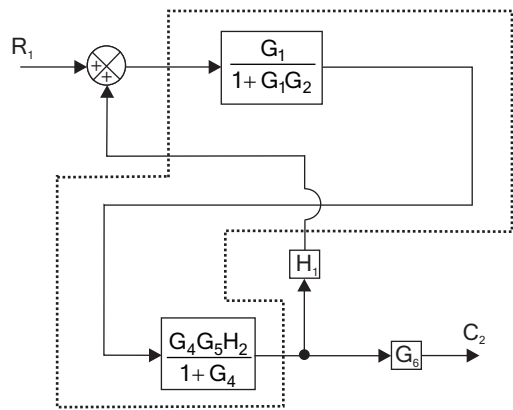 R₁
+ +
G₁
1 + G₁G₂
H₁
G₄G₅H₂
1 + G₄
G₆
C₂